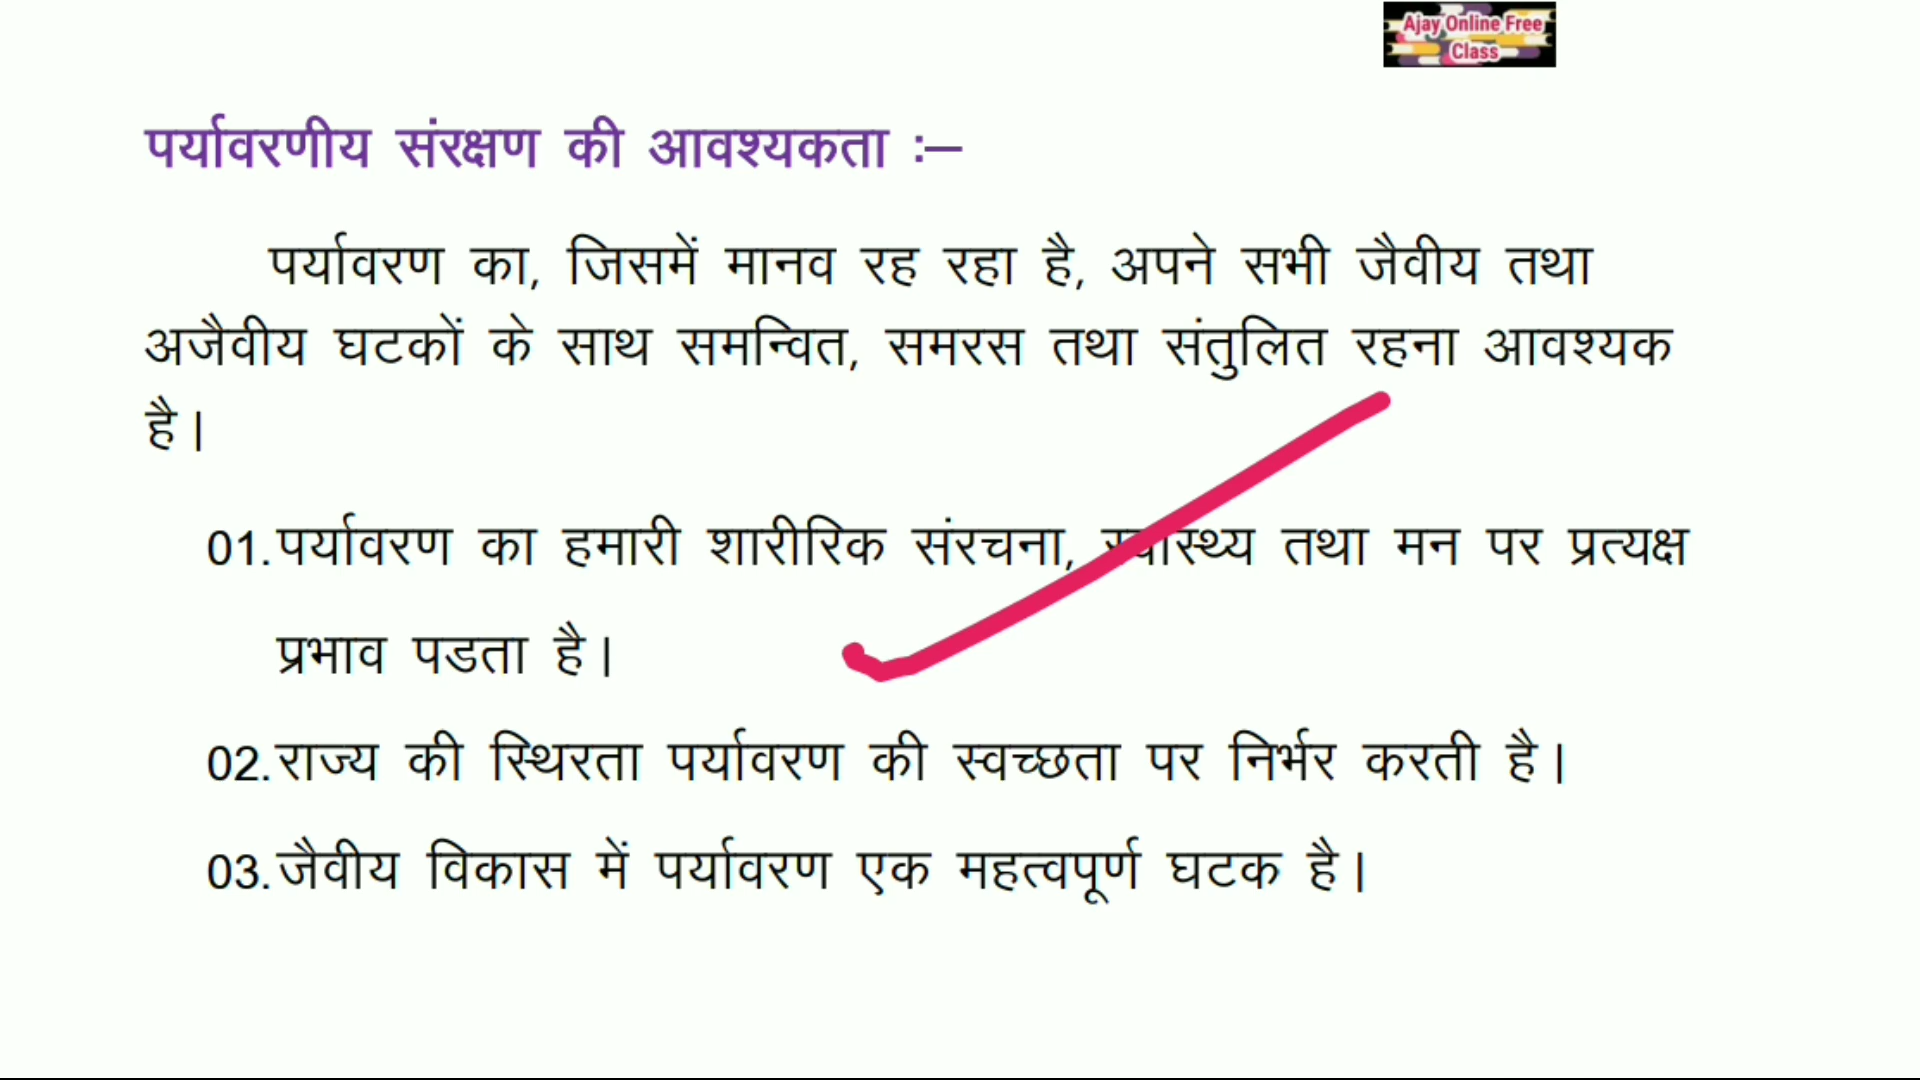 Ajay Online Free
Class
पर्यावरणीय संरक्षण की आवश्यकता :–
पर्यावरण का, जिसमें मानव रह रहा है, अपने सभी जैवीय तथा
अजैवीय घटकों के साथ समन्वित, समरस तथा संतुलित रहना आवश्यक
है।
01. पर्यावरण का हमारी शारीरिक संरचना, स्वास्थ्य तथा मन पर प्रत्यक्ष
प्रभाव पडता है।
02. राज्य की स्थिरता पर्यावरण की स्वच्छता पर निर्भर करती है।
03. जैवीय विकास में पर्यावरण एक महत्वपूर्ण घटक है।